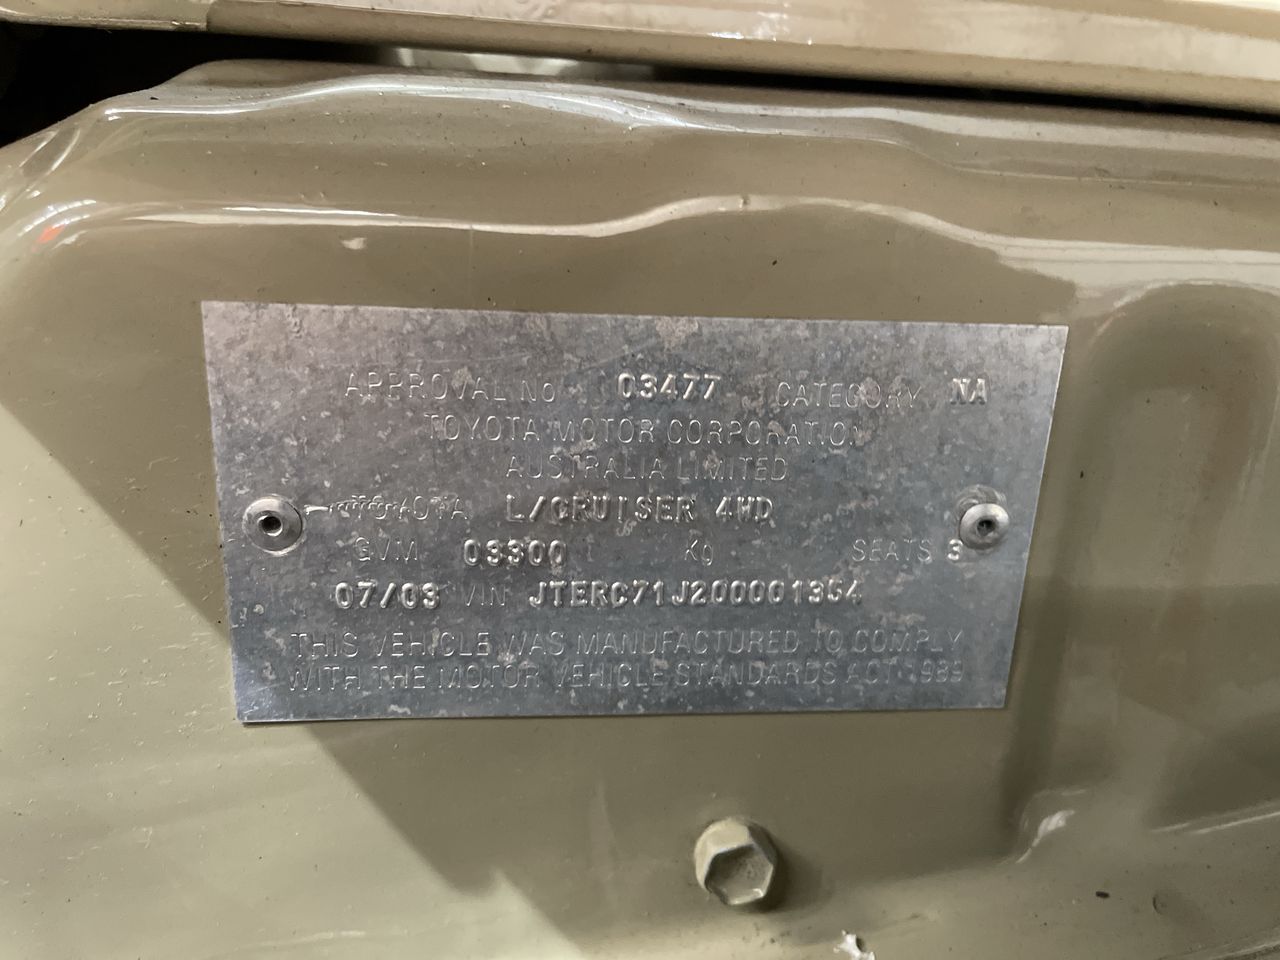 APPROVAL No 03477 CATEGORY NA
TOYOTA MOTOR CORPORATION
AUSTRALIA LIMITED
TOYOTA L/CRUISER 4WD
GVM 03300 Kg SEATS 3
07/03 VIN JTERC71J200001354
THIS VEHICLE WAS MANUFACTURED TO COMPLY
WITH THE MOTOR VEHICLE STANDARDS ACT 1989